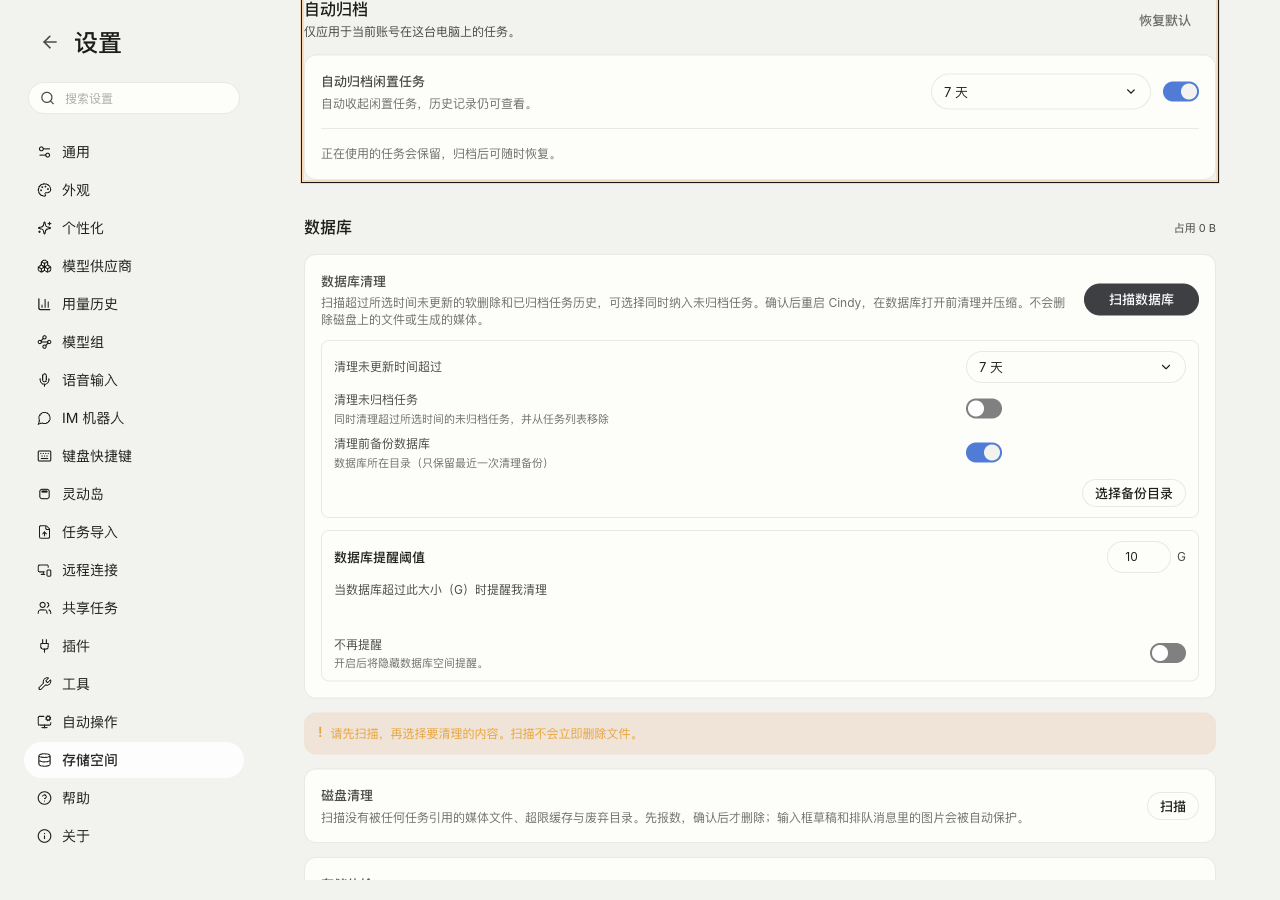 设置
搜索设置
通用
外观
个性化
模型供应商
用量历史
模型组
语音输入
IM 机器人
键盘快捷键
灵动岛
任务导入
远程连接
共享任务
插件
工具
自动操作
存储空间
帮助
关于
自动归档
仅应用于当前账号在这台电脑上的任务。
恢复默认
自动归档闲置任务
自动收起闲置任务，历史记录仍可查看。
7 天
正在使用的任务会保留，归档后可随时恢复。
数据库
占用 0 B
数据库清理
扫描超过所选时间未更新的软删除和已归档任务历史，可选择同时纳入未归档任务。确认后重启 Cindy，在数据库打开前清理并压缩。不会删
除磁盘上的文件或生成的媒体。
扫描数据库
清理未更新时间超过
7 天
清理未归档任务
同时清理超过所选时间的未归档任务，并从任务列表移除
清理前备份数据库
数据库所在目录（只保留最近一次清理备份）
选择备份目录
数据库提醒阈值
10 G
当数据库超过此大小（G）时提醒我清理
不再提醒
开启后将隐藏数据库空间提醒。
! 请先扫描，再选择要清理的内容。扫描不会立即删除文件。
磁盘清理
扫描没有被任何任务引用的媒体文件、超限缓存与废弃目录。先报数，确认后才删除；输入框草稿和排队消息里的图片会被自动保护。
扫描